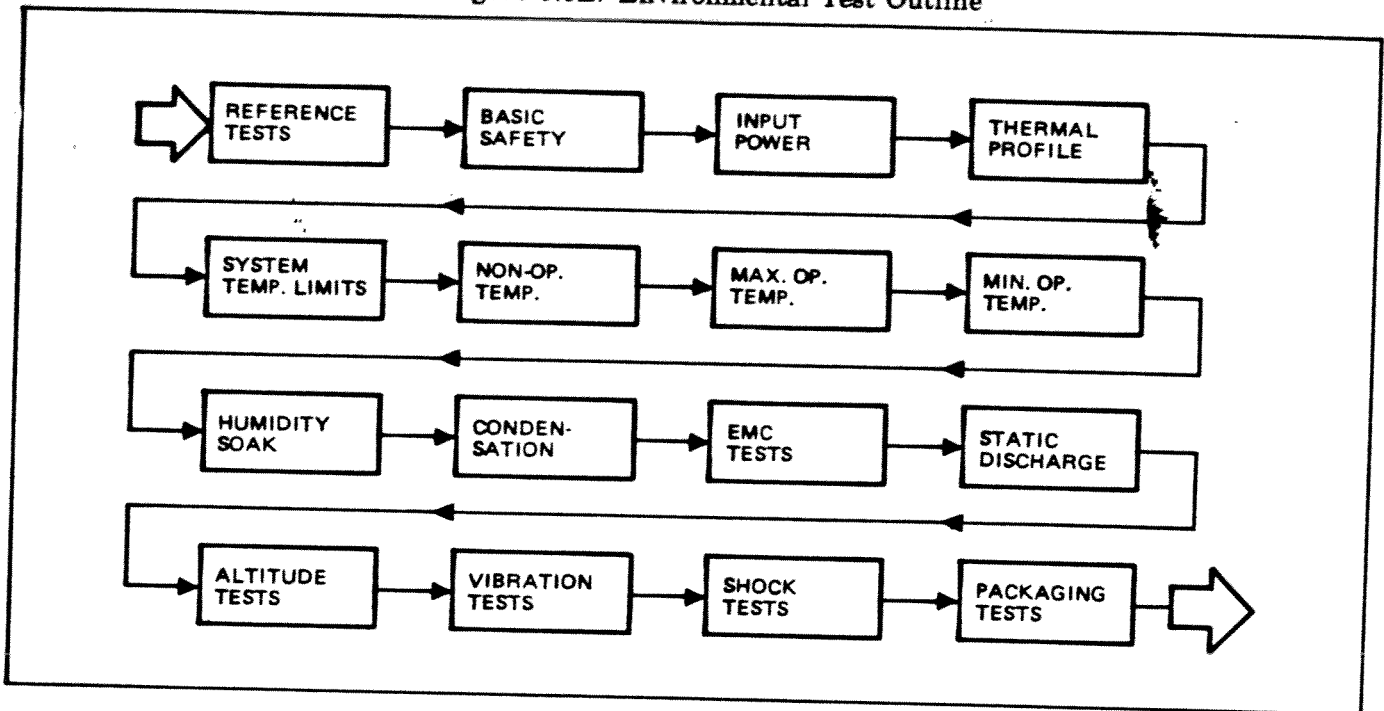 Environmental Test Outline
REFERENCE
TESTS
BASIC
SAFETY
INPUT
POWER
THERMAL
PROFILE
SYSTEM
TEMP. LIMITS
NON-OP.
TEMP.
MAX. OP.
TEMP.
MIN. OP.
TEMP.
HUMIDITY
SOAK
CONDEN-
SATION
EMC
TESTS
STATIC
DISCHARGE
ALTITUDE
TESTS
VIBRATION
TESTS
SHOCK
TESTS
PACKAGING
TESTS